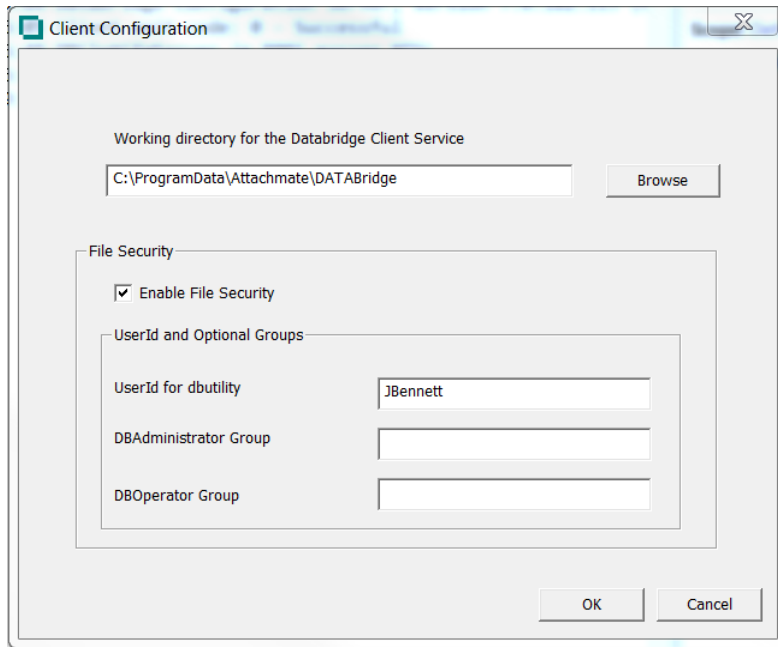 Client Configuration
Working directory for the Databridge Client Service
C:\ProgramData\Attachmate\DATABridge
Browse
File Security
Enable File Security
UserId and Optional Groups
UserId for dbutility
JBennett
DBAdministrator Group
DBOperator Group
OK
Cancel